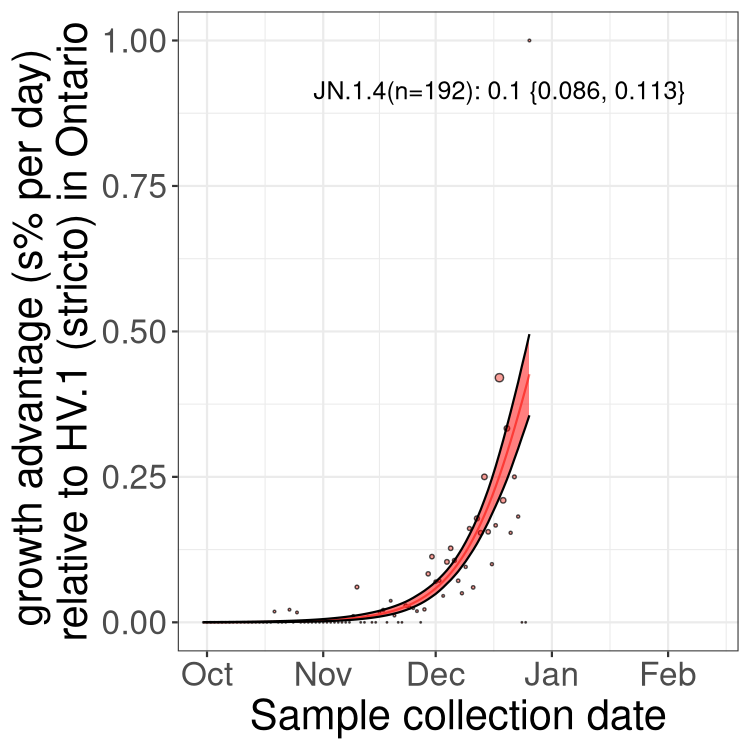 growth advantage (s% per day)
relative to HV.1 (stricto) in Ontario
1.00
0.75
0.50
0.25
0.00
JN.1.4(n=192): 0.1 {0.086, 0.113}
Oct Nov Dec Jan Feb
Sample collection date